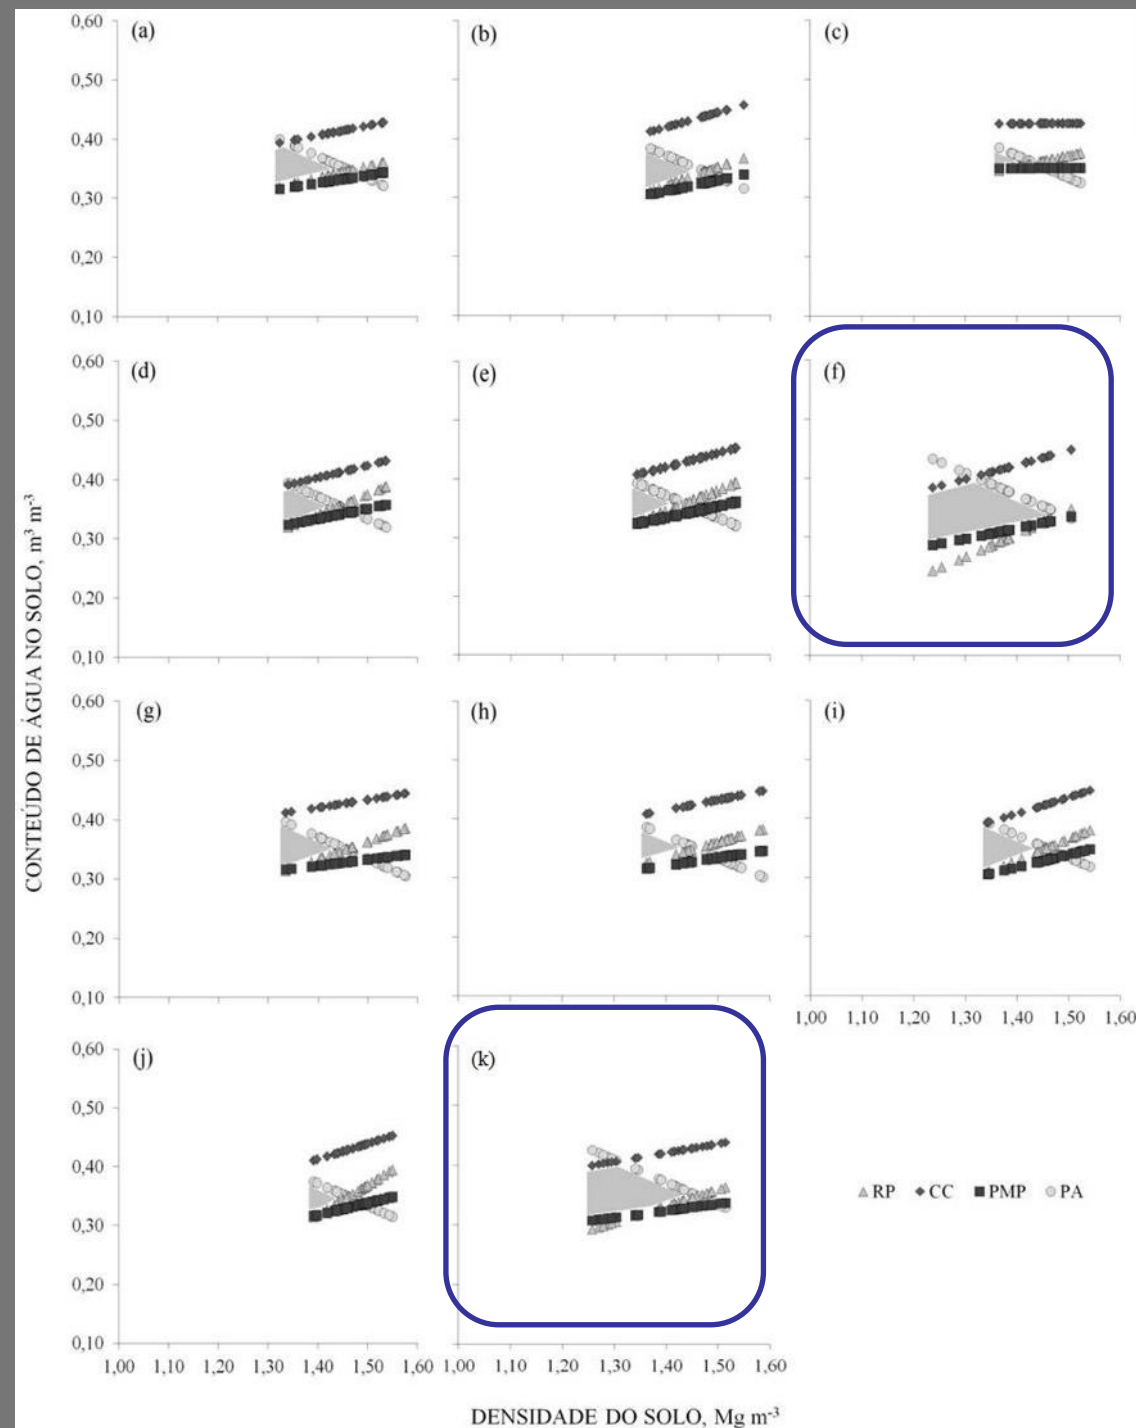 (a) (b) (c)
0,60
0,50
0,40
0,30
0,20
0,10
(d) (e) (f)
0,60
0,50
0,40
0,30
0,20
0,10
(g) (h) (i)
0,60
0,50
0,40
0,30
0,20
0,10
1,00 1,10 1,20 1,30 1,40 1,50 1,60
(j) (k)
0,60
0,50
0,40
0,30
0,20
0,10
1,00 1,10 1,20 1,30 1,40 1,50 1,60 1,00 1,10 1,20 1,30 1,40 1,50 1,60
RP CC PMP PA
CONTEÚDO DE ÁGUA NO SOLO, m³ m⁻³
DENSIDADE DO SOLO, Mg m⁻³